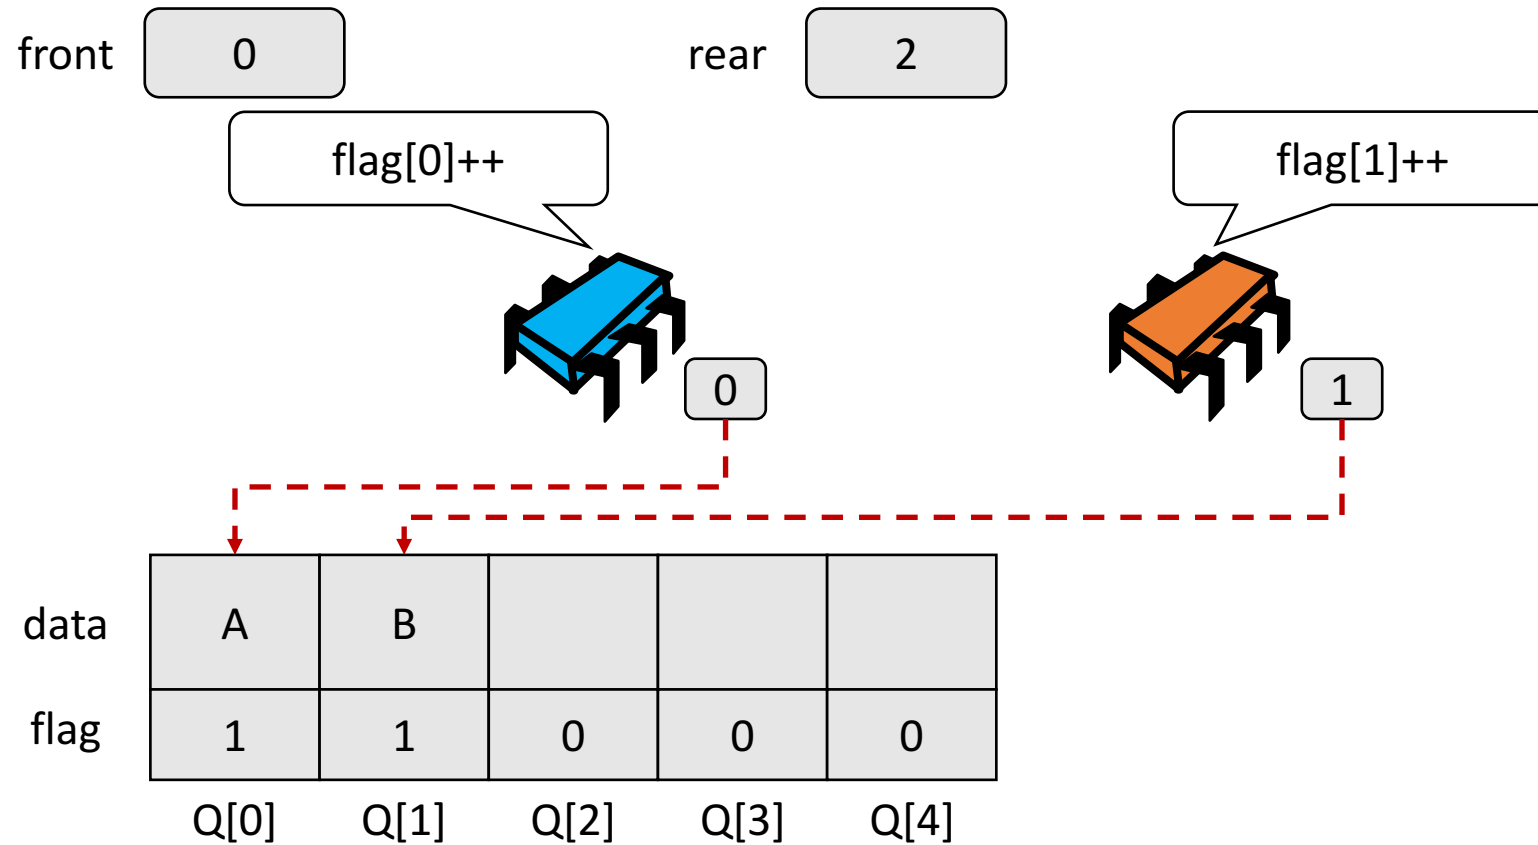 front 0 rear 2
flag[0]++ flag[1]++
0 1
data A B
flag 1 1 0 0 0
Q[0] Q[1] Q[2] Q[3] Q[4]